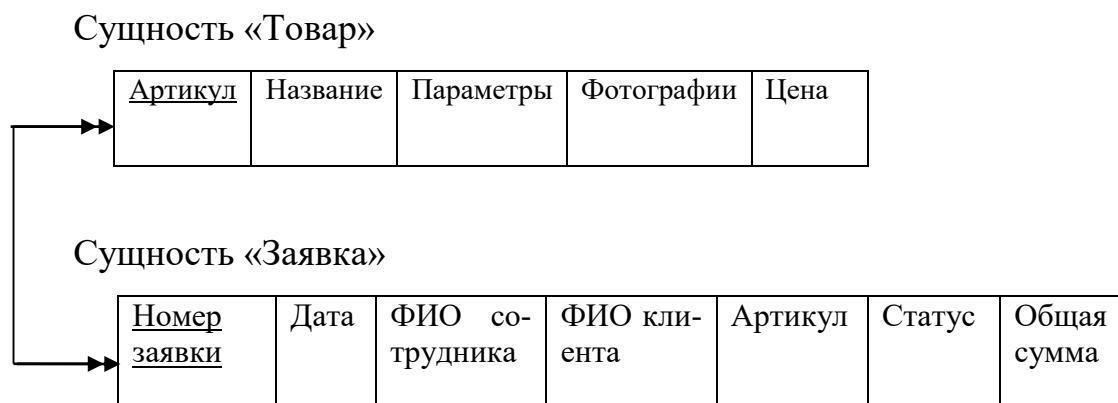 Сущность «Товар»
Артикул Название Параметры Фотографии Цена
Сущность «Заявка»
Номер Дата ФИО со- ФИО кли- Артикул Статус Общая
заявки трудника ента сумма